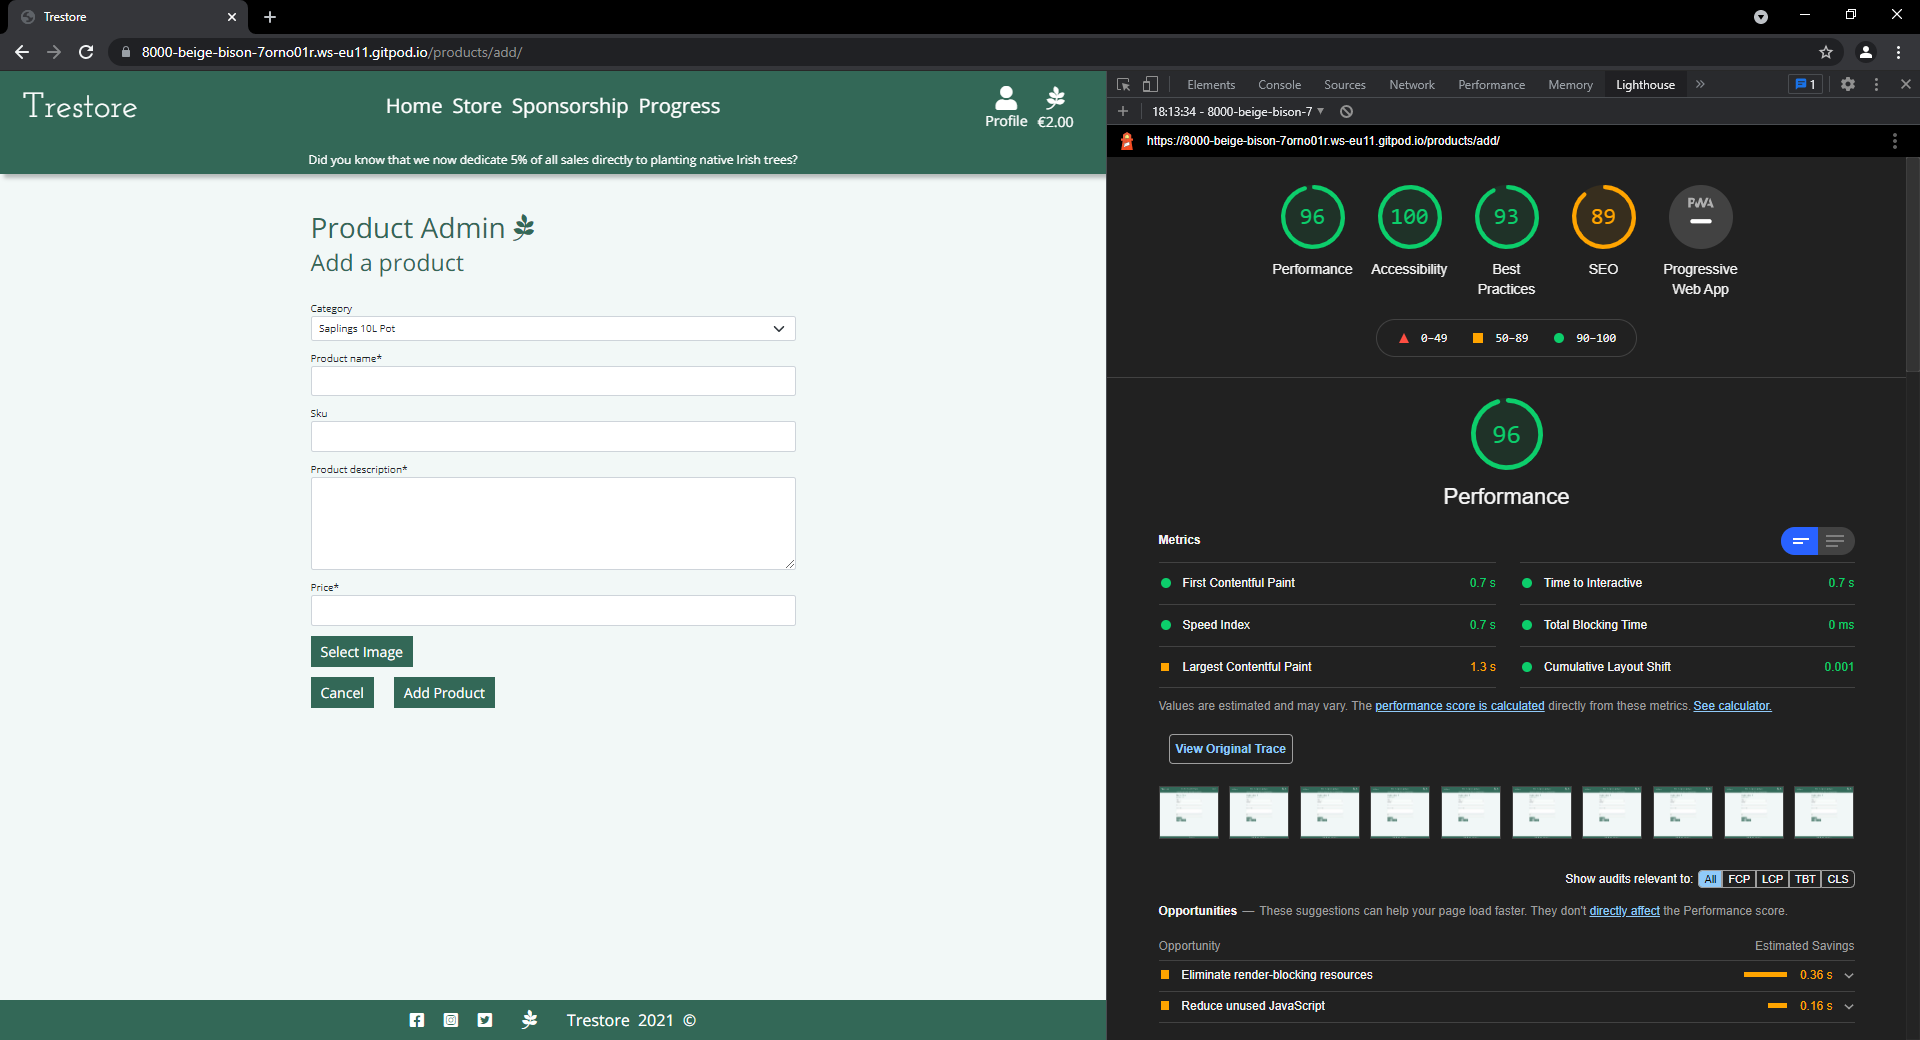 Trestore
8000-beige-bison-7orno01r.ws-eu11.gitpod.io/products/add/
Trestore
Home Store Sponsorship Progress
Profile €2.00
Did you know that we now dedicate 5% of all sales directly to planting native Irish trees?
Product Admin
Add a product
Category
Saplings 10L Pot
Product name*
Sku
Product description*
Price*
Select Image
Cancel Add Product
Trestore 2021 ©
Elements Console Sources Network Performance Memory Lighthouse » 1
18:13:34 - 8000-beige-bison-7
https://8000-beige-bison-7orno01r.ws-eu11.gitpod.io/products/add/
96 100 93 89 PWA
Performance Accessibility Best Practices SEO Progressive Web App
0–49 50–89 90–100
96
Performance
Metrics
First Contentful Paint 0.7 s
Time to Interactive 0.7 s
Speed Index 0.7 s
Total Blocking Time 0 ms
Largest Contentful Paint 1.3 s
Cumulative Layout Shift 0.001
Values are estimated and may vary. The performance score is calculated directly from these metrics. See calculator.
View Original Trace
Show audits relevant to: All FCP LCP TBT CLS
Opportunities — These suggestions can help your page load faster. They don't directly affect the Performance score.
Opportunity Estimated Savings
Eliminate render-blocking resources 0.36 s
Reduce unused JavaScript 0.16 s